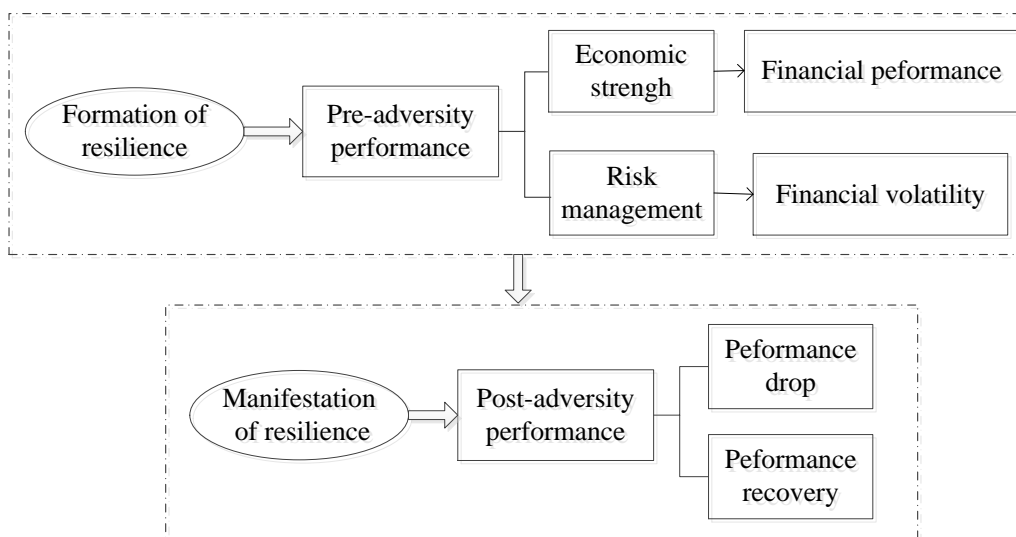 Formation of
resilience
Pre-adversity
performance
Economic
strengh
Financial peformance
Risk
management
Financial volatility
Manifestation
of resilience
Post-adversity
performance
Peformance
drop
Peformance
recovery